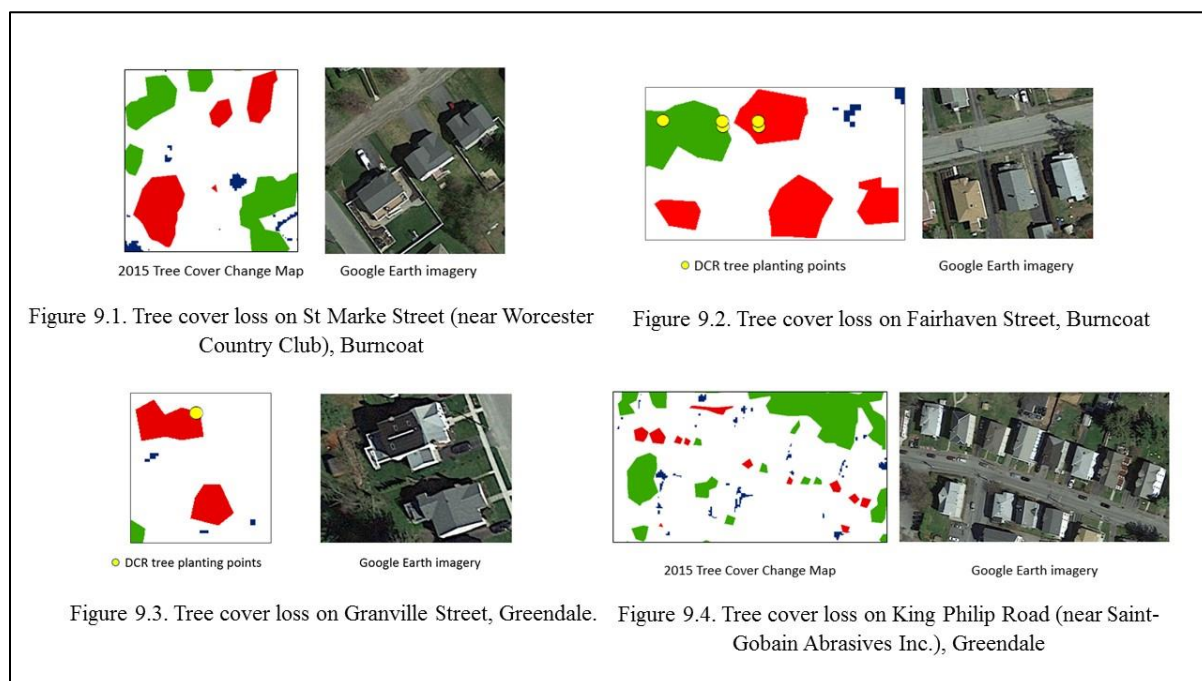 2015 Tree Cover Change Map
Google Earth imagery
Figure 9.1. Tree cover loss on St Marke Street (near Worcester
Country Club), Burncoat
DCR tree planting points
Google Earth imagery
Figure 9.2. Tree cover loss on Fairhaven Street, Burncoat
DCR tree planting points
Google Earth imagery
Figure 9.3. Tree cover loss on Granville Street, Greendale.
2015 Tree Cover Change Map
Google Earth imagery
Figure 9.4. Tree cover loss on King Philip Road (near Saint-
Gobain Abrasives Inc.), Greendale